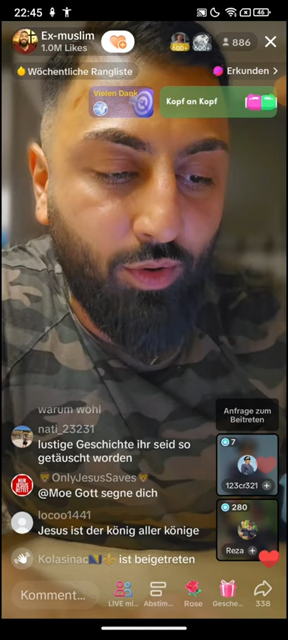 22:45
46
Ex-muslim
1.0M Likes
600+
500+
886
Wöchentliche Rangliste
Erkunden >
Vielen Dank
Kopf an Kopf
warum wohl
nati_23231
lustige Geschichte ihr seid so
getäuscht worden
OnlyJesusSaves
@Moe Gott segne dich
locoo1441
Jesus ist der könig aller könige
Kolasinac ist beigetreten
Anfrage zum
Beitreten
7
123cr321 +
280
Reza +
Komment...
LIVE mi...
Abstim...
Rose
Gesche...
338